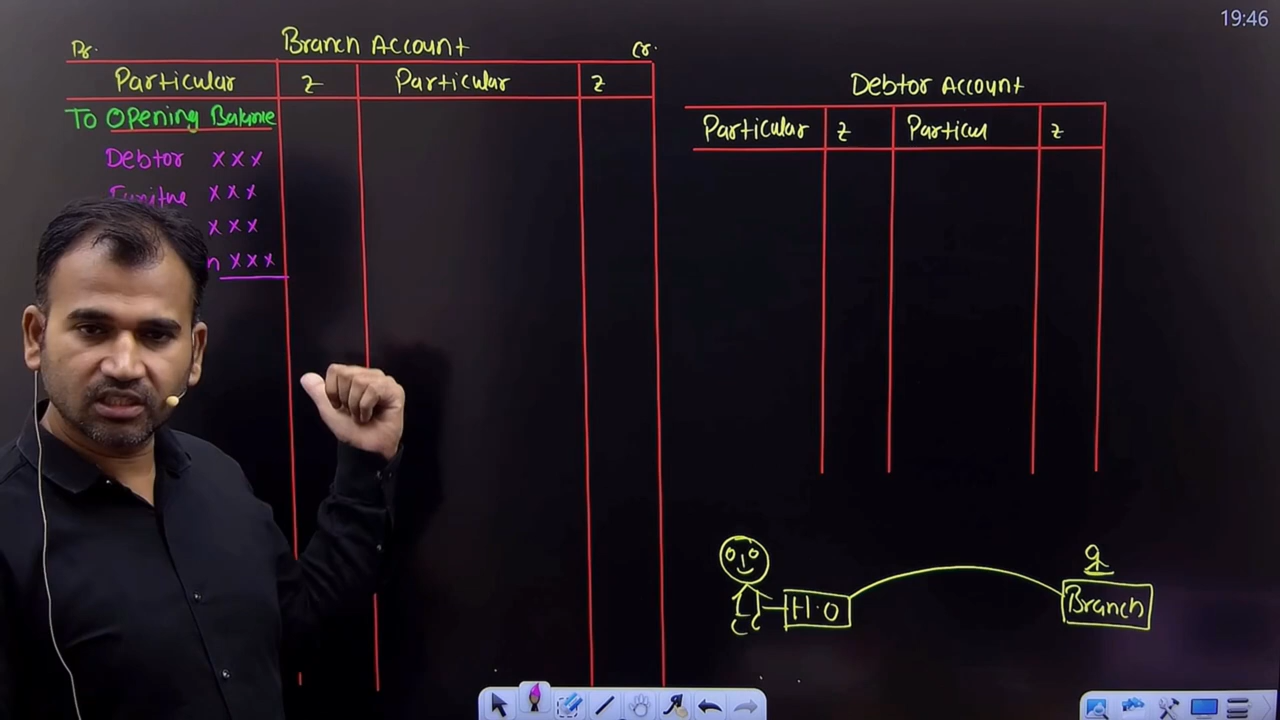 19:46
Dr. Branch Account Cr.
Particular z Particular z
To Opening Balance
Debtor xxx
xxx
xxx
n xxx
Debtor Account
Particular z Particul z
H.O
Branch